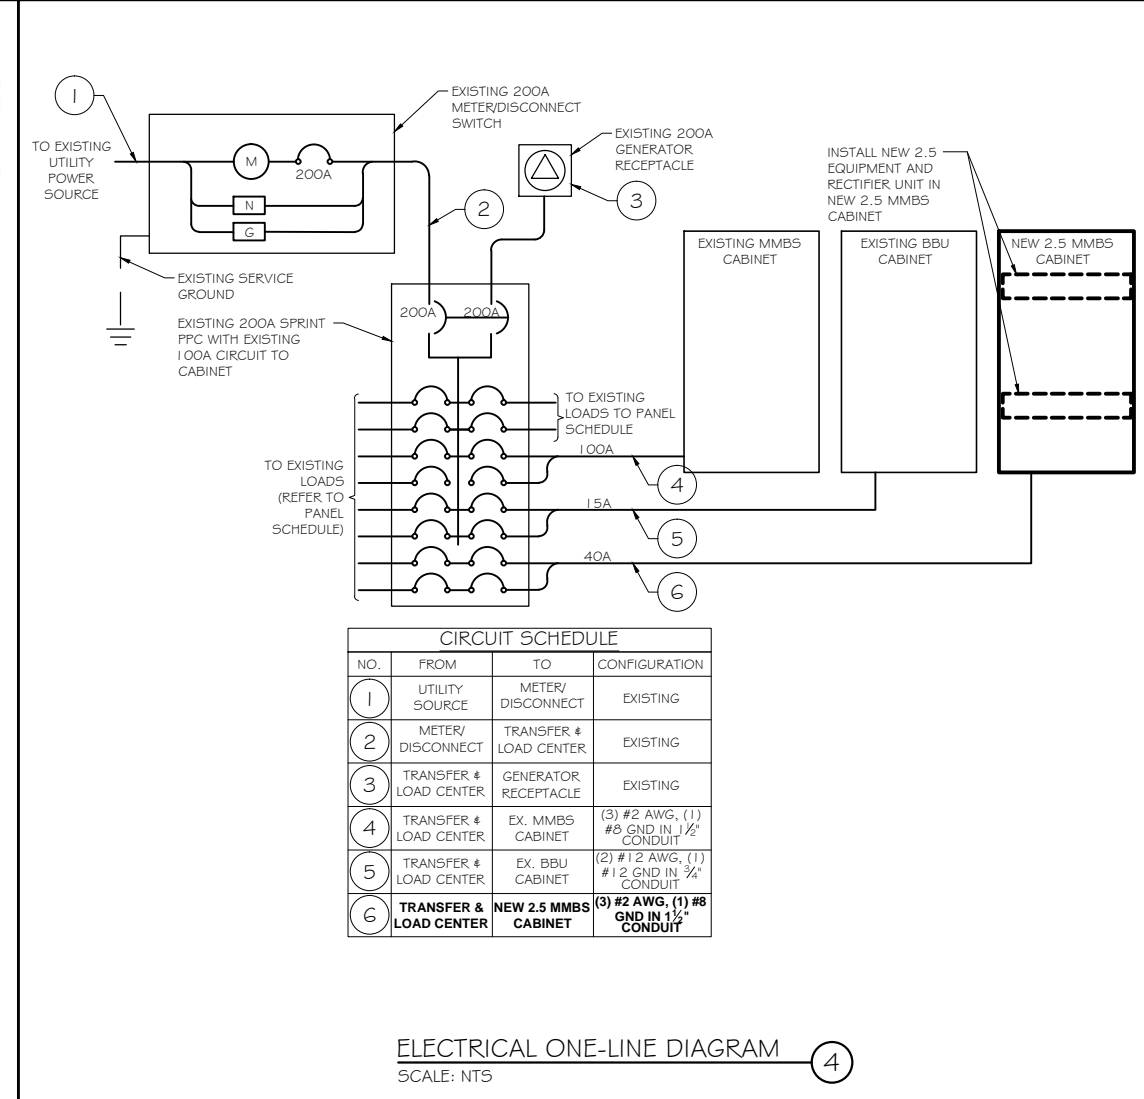 1
EXISTING 200A
METER/DISCONNECT
SWITCH
TO EXISTING
UTILITY
POWER
SOURCE
M
200A
N
G
EXISTING 200A
GENERATOR
RECEPTACLE
2
3
INSTALL NEW 2.5
EQUIPMENT AND
RECTIFIER UNIT IN
NEW 2.5 MMBS
CABINET
EXISTING MMBS
CABINET
EXISTING BBU
CABINET
NEW 2.5 MMBS
CABINET
EXISTING SERVICE
GROUND
EXISTING 200A SPRINT
PPC WITH EXISTING
100A CIRCUIT TO
CABINET
200A
200A
TO EXISTING
LOADS TO PANEL
SCHEDULE
TO EXISTING
LOADS
(REFER TO
PANEL
SCHEDULE)
100A
4
15A
5
40A
6
CIRCUIT SCHEDULE
NO. FROM TO CONFIGURATION
1
UTILITY
SOURCE
METER/
DISCONNECT
EXISTING
2
METER/
DISCONNECT
TRANSFER &
LOAD CENTER
EXISTING
3
TRANSFER &
LOAD CENTER
GENERATOR
RECEPTACLE
EXISTING
4
TRANSFER &
LOAD CENTER
EX. MMBS
CABINET
(3) #2 AWG, (1)
#8 GND IN 1½"
CONDUIT
5
TRANSFER &
LOAD CENTER
EX. BBU
CABINET
(2) #12 AWG, (1)
#12 GND IN ¾"
CONDUIT
6
TRANSFER &
LOAD CENTER
NEW 2.5 MMBS
CABINET
(3) #2 AWG, (1) #8
GND IN 1½"
CONDUIT
ELECTRICAL ONE-LINE DIAGRAM
4
SCALE: NTS